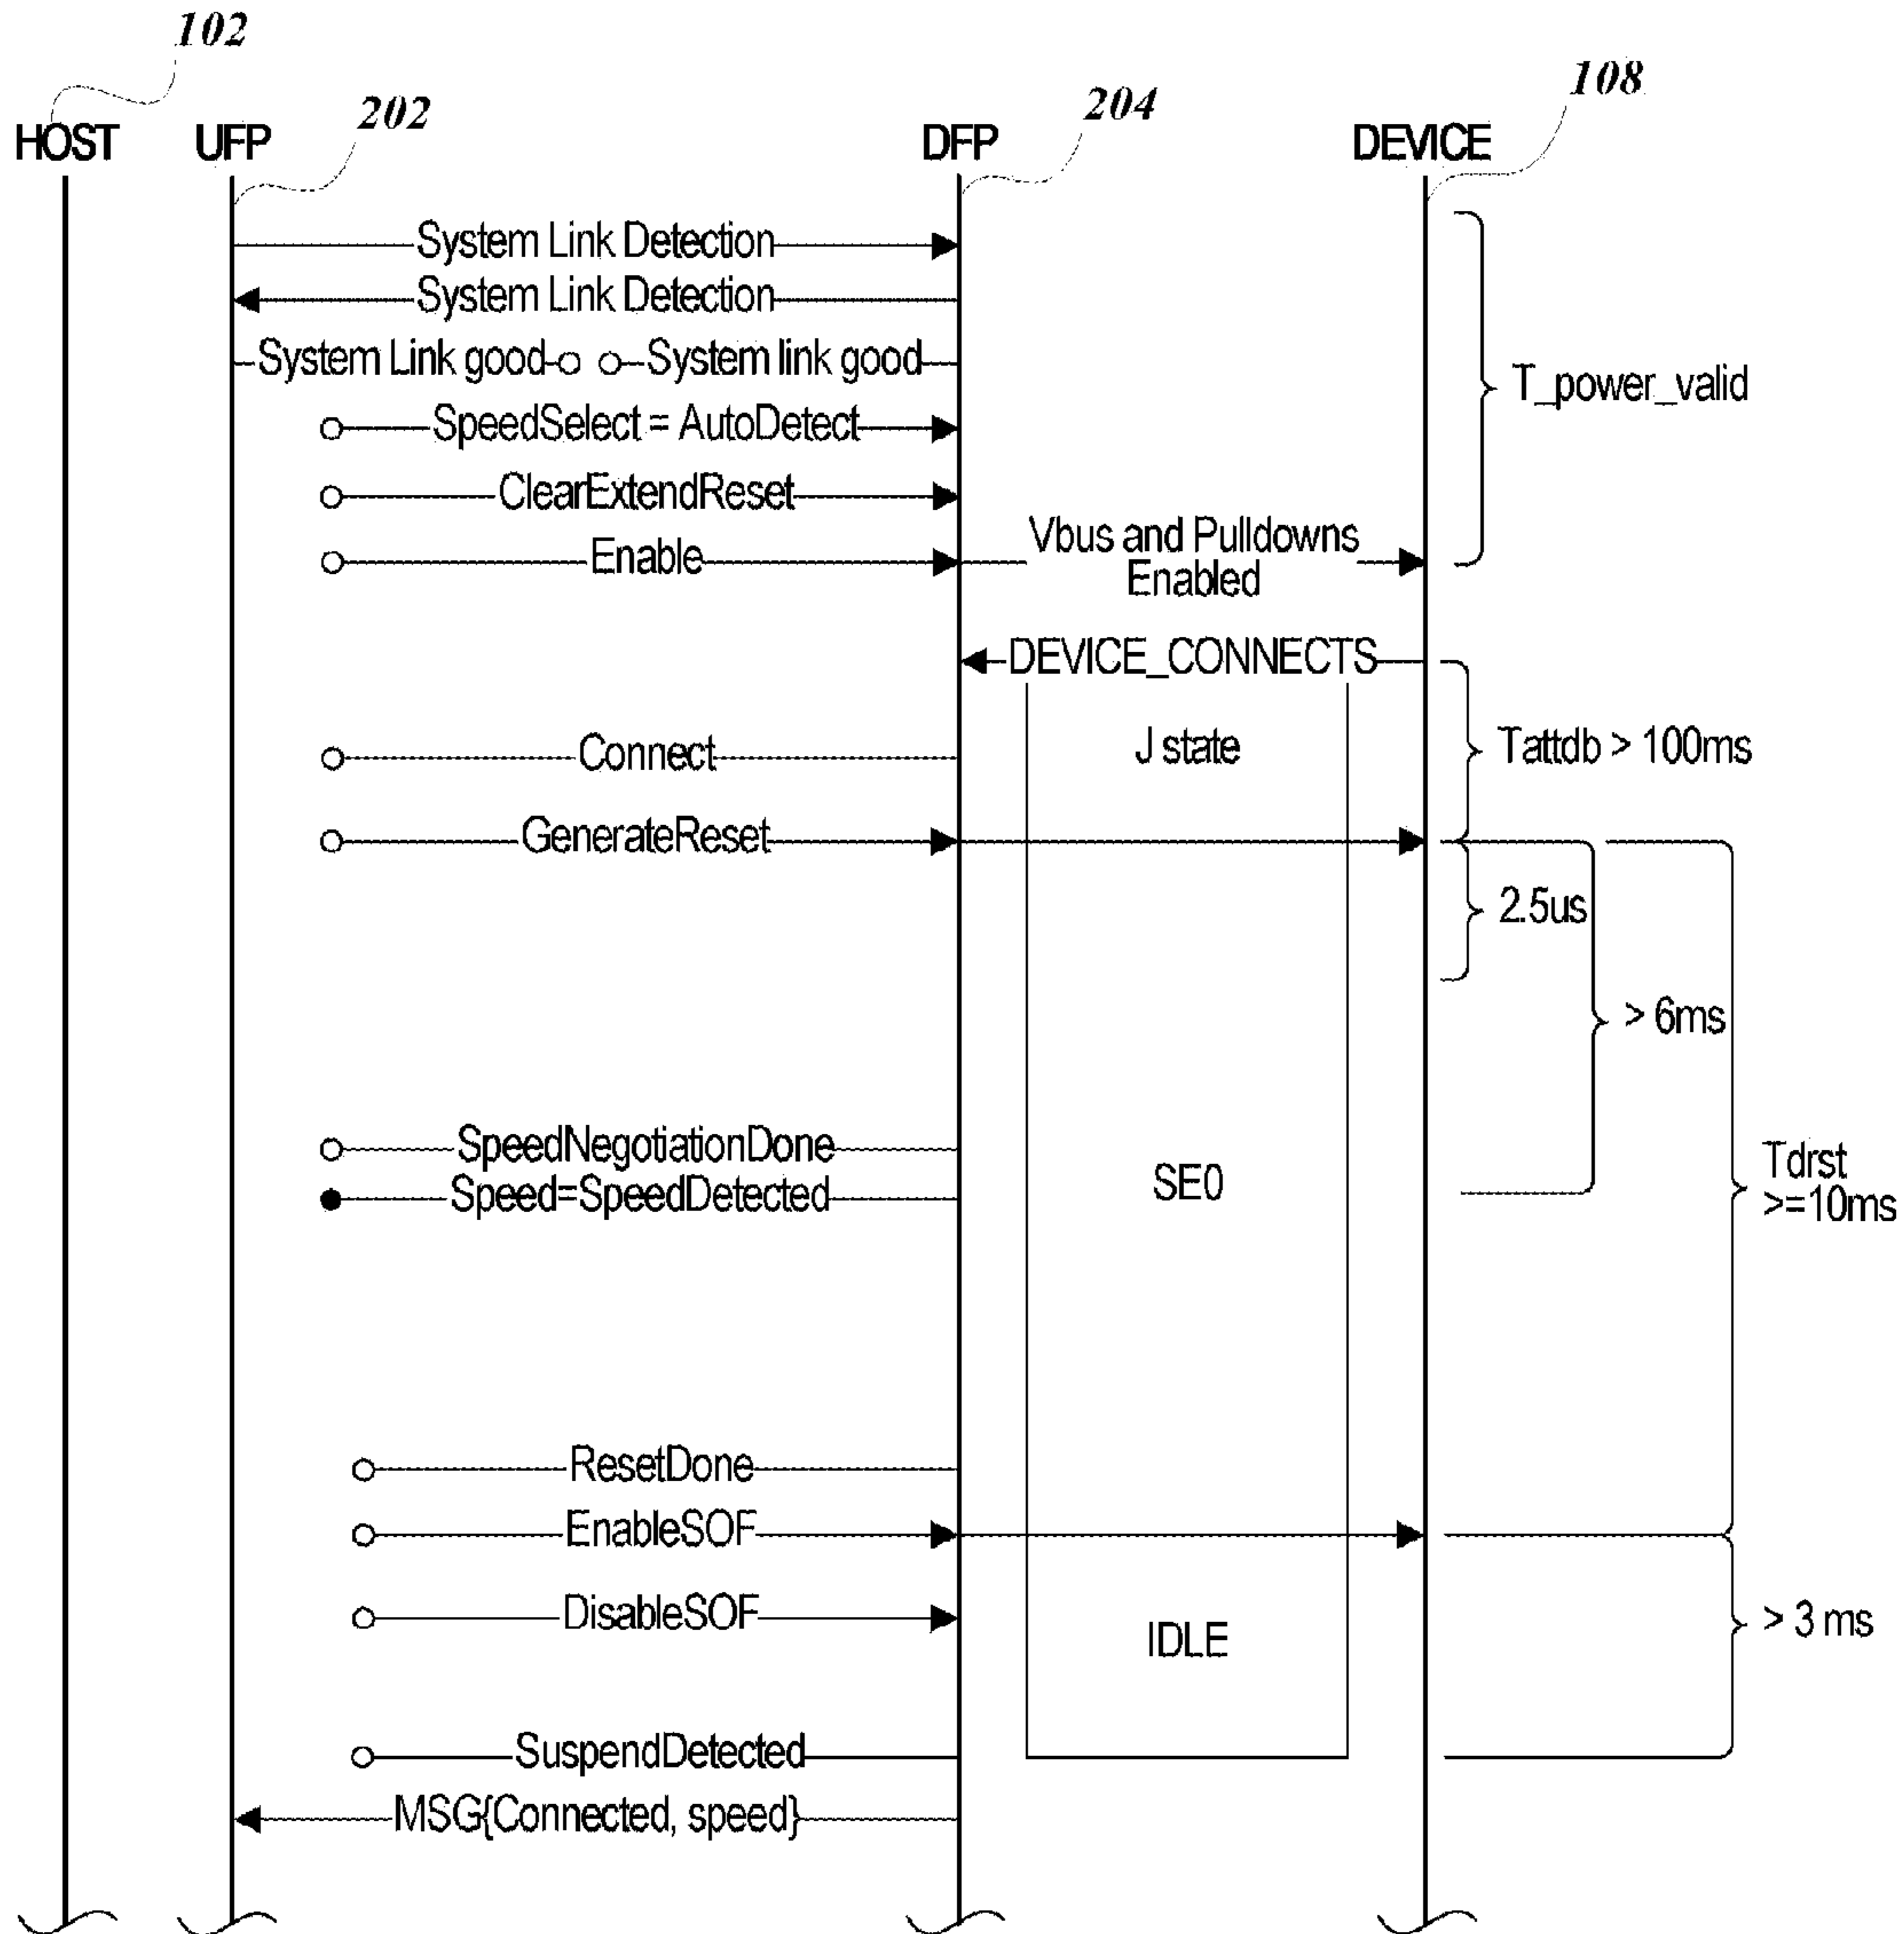 102
202
204
108
HOST
UFP
DFP
DEVICE
System Link Detection
System Link Detection
System Link good
System link good
T_power_valid
SpeedSelect = AutoDetect
ClearExtendReset
Enable
Vbus and Pulldowns
Enabled
DEVICE_CONNECTS
Connect
J state
Tattdb > 100ms
GenerateReset
2.5us
> 6ms
SpeedNegotiationDone
Speed=SpeedDetected
SE0
Tdrst
>=10ms
ResetDone
EnableSOF
DisableSOF
IDLE
> 3 ms
SuspendDetected
MSG{Connected, speed}